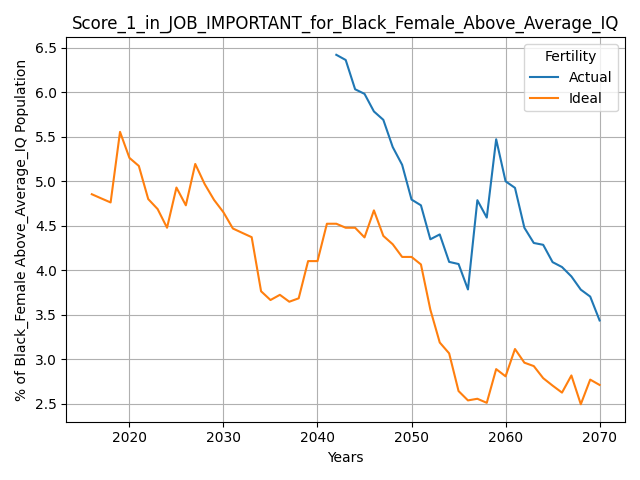 Score_1_in_JOB_IMPORTANT_for_Black_Female_Above_Average_IQ
% of Black_Female Above_Average_IQ Population
6.5
6.0
5.5
5.0
4.5
4.0
3.5
3.0
2.5
Fertility
Actual
Ideal
2020 2030 2040 2050 2060 2070
Years